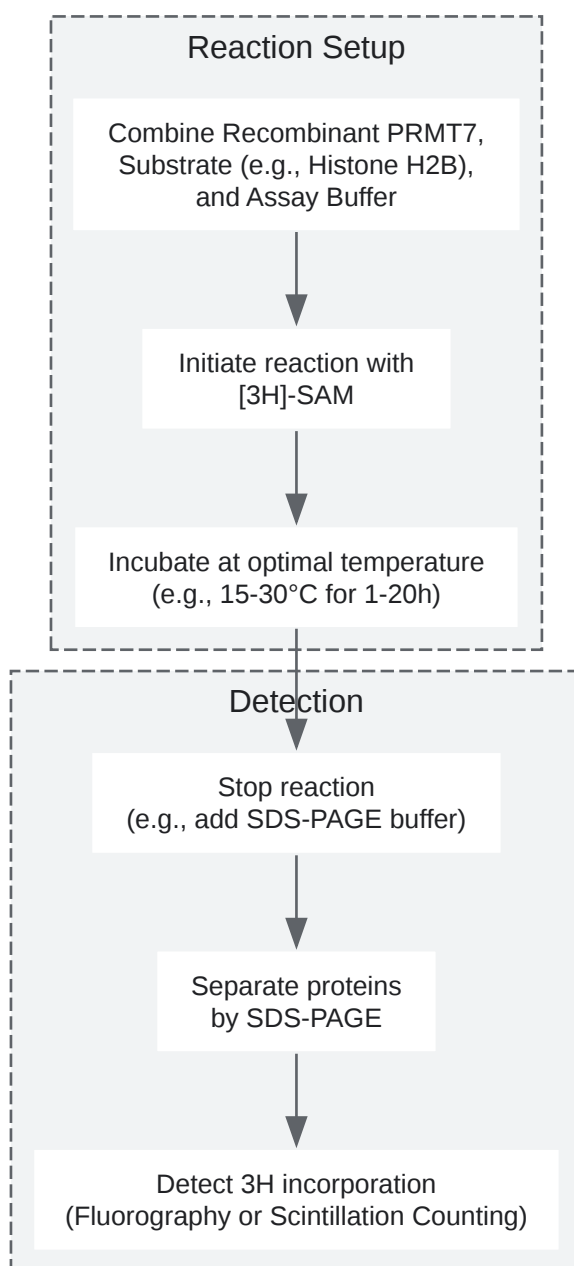 Reaction Setup
Combine Recombinant PRMT7,
Substrate (e.g., Histone H2B),
and Assay Buffer
Initiate reaction with
[3H]-SAM
Incubate at optimal temperature
(e.g., 15-30°C for 1-20h)
Detection
Stop reaction
(e.g., add SDS-PAGE buffer)
Separate proteins
by SDS-PAGE
Detect 3H incorporation
(Fluorography or Scintillation Counting)